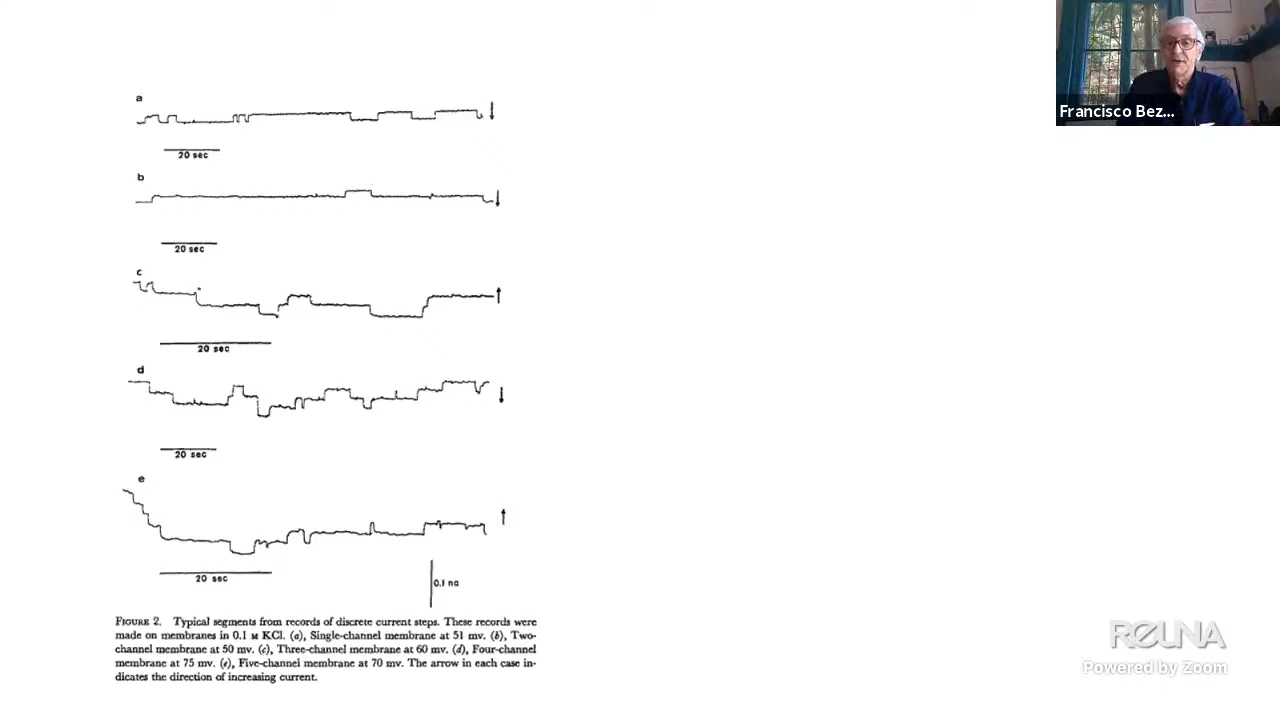 a
20 sec
b
20 sec
c
20 sec
d
20 sec
e
20 sec
0.1 na
FIGURE 2. Typical segments from records of discrete current steps. These records were
made on membranes in 0.1 M KCl. (a), Single-channel membrane at 51 mv. (b), Two-
channel membrane at 50 mv. (c), Three-channel membrane at 60 mv. (d), Four-channel
membrane at 75 mv. (e), Five-channel membrane at 70 mv. The arrow in each case in-
dicates the direction of increasing current.
Francisco Bez...
REUNA
Powered by Zoom